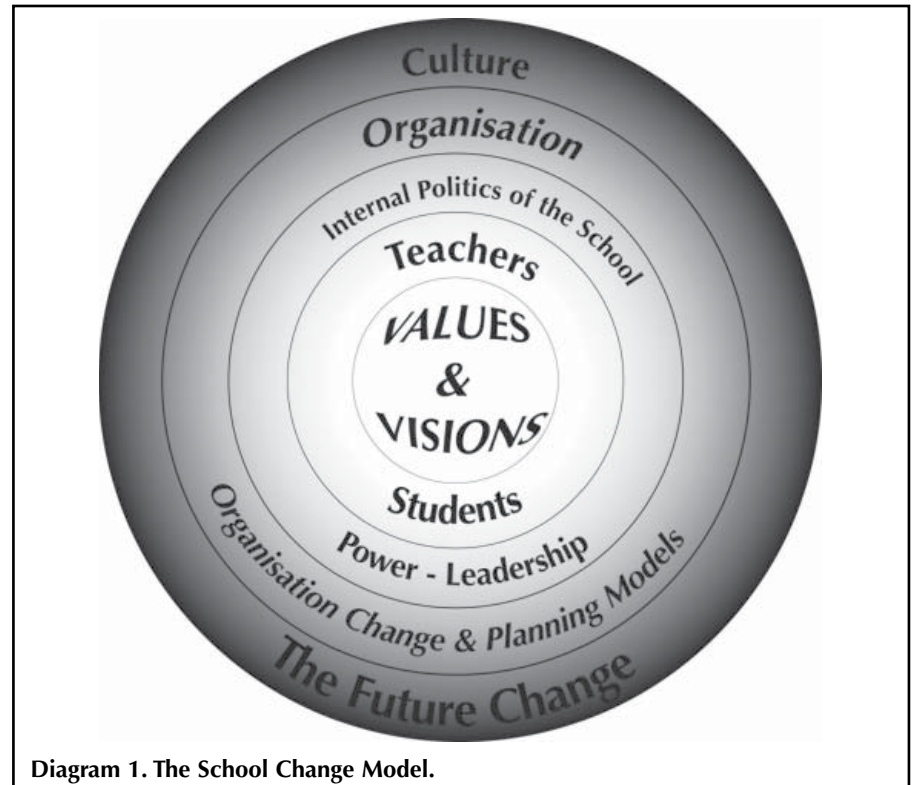 Culture
Organisation
Internal Politics of the School
Teachers
VALUES
&
VISIONS
Students
Power - Leadership
Organisation Change & Planning Models
The Future Change
Diagram 1. The School Change Model.